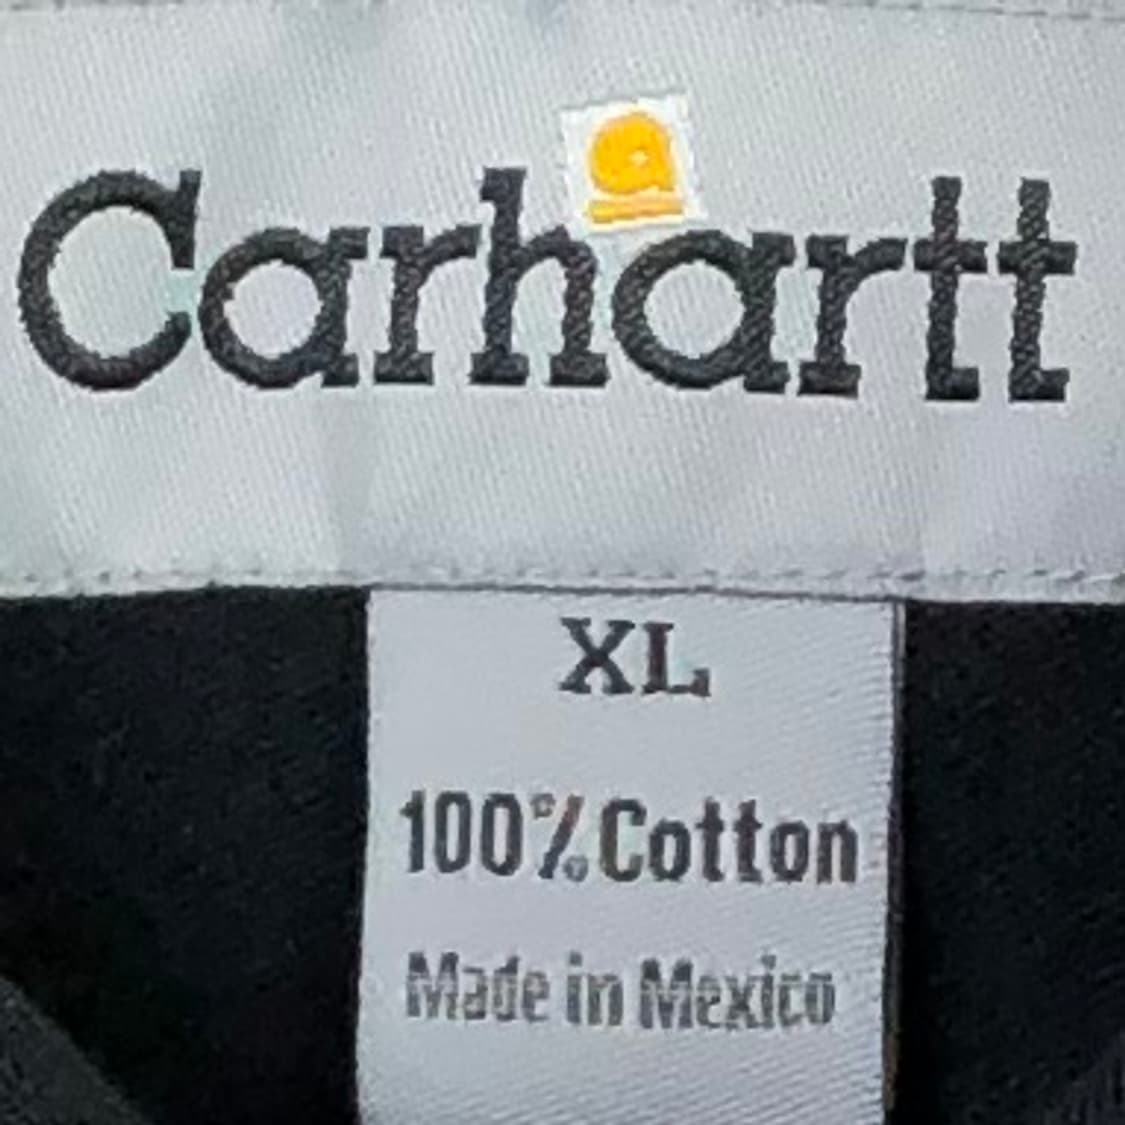 Carhartt
XL
100% Cotton
Made in Mexico